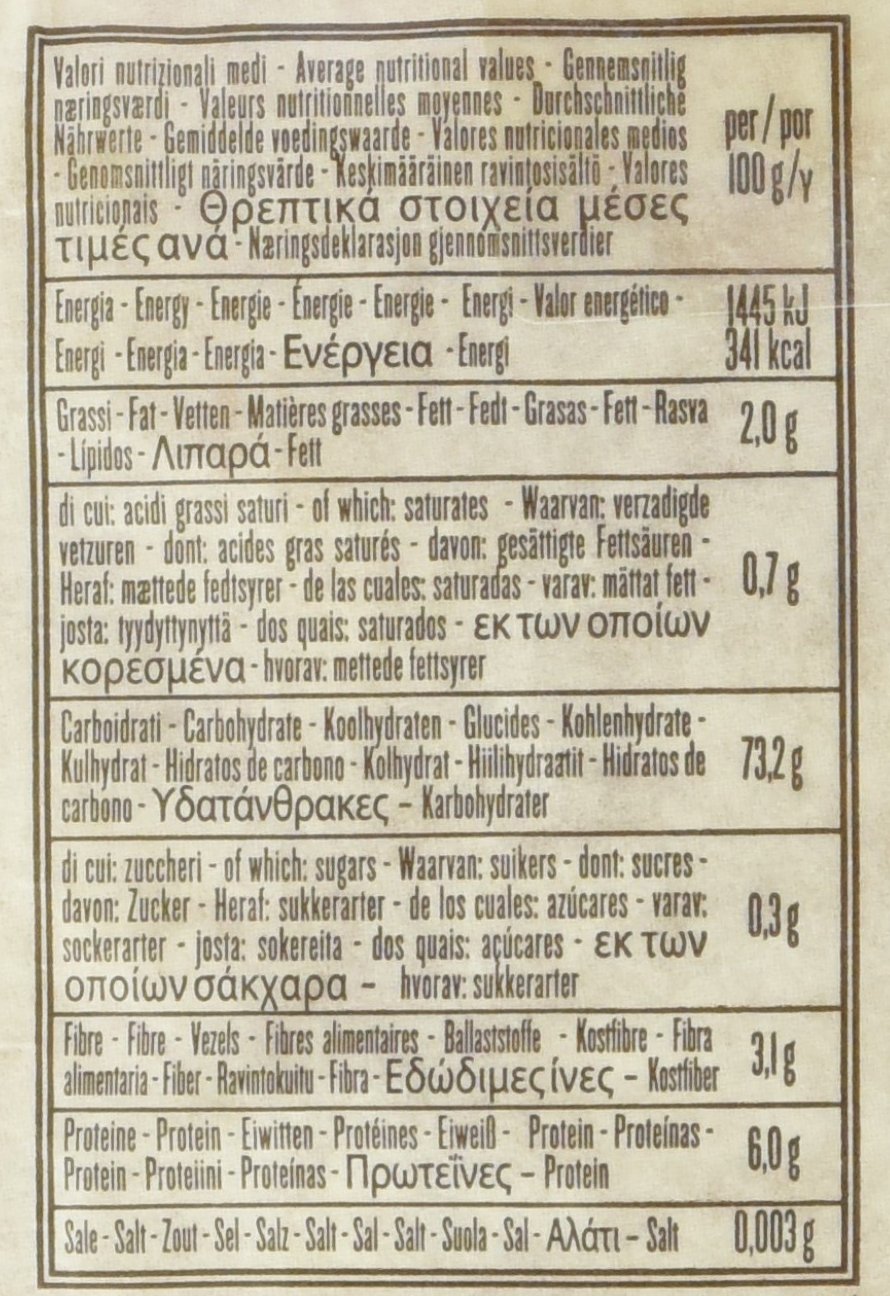 Valori nutrizionali medi - Average nutritional values - Gennemsnitlig
næringsværdi - Valeurs nutritionnelles moyennes - Durchschnittliche
Nährwerte - Gemiddelde voedingswaarde - Valores nutricionales medios
- Genomsnittligt näringsvärde - Keskimääräinen ravintosisältö - Valores
nutricionais - Θρεπτικά στοιχεία μέσες
τιμές ανά - Næringsdeklarasjon gjennomsnittsverdier
per/por
100 g/γ
Energia - Energy - Energie - Énergie - Energie - Energi - Valor energético -
Energi - Energia - Energia - Ενέργεια - Energi
1445 kJ
341 kcal
Grassi - Fat - Vetten - Matières grasses - Fett - Fedt - Grasas - Fett - Rasva
- Lípidos - Λιπαρά - Fett
2,0 g
di cui: acidi grassi saturi - of which: saturates - Waarvan: verzadigde
vetzuren - dont: acides gras saturés - davon: gesättigte Fettsäuren -
Heraf: mættede fedtsyrer - de las cuales: saturadas - varav: mättat fett -
josta: tyydyttynyttä - dos quais: saturados - εκ των οποίων
κορεσμένα - hvorav: mettede fettsyrer
0,7 g
Carboidrati - Carbohydrate - Koolhydraten - Glucides - Kohlenhydrate -
Kulhydrat - Hidratos de carbono - Kolhydrat - Hiilihydraatit - Hidratos de
carbono - Υδατάνθρακες - Karbohydrater
73,2 g
di cui: zuccheri - of which: sugars - Waarvan: suikers - dont: sucres -
davon: Zucker - Heraf: sukkerarter - de los cuales: azúcares - varav:
sockerarter - josta: sokereita - dos quais: açúcares - εκ των
οποίων σάκχαρα - hvorav: sukkerarter
0,3 g
Fibre - Fibre - Vezels - Fibres alimentaires - Ballaststoffe - Kostfibre - Fibra
alimentaria - Fiber - Ravintokuitu - Fibra - Εδώδιμες ίνες - Kostfiber
3,1 g
Proteine - Protein - Eiwitten - Protéines - Eiweiß - Protein - Proteínas -
Protein - Proteiini - Proteínas - Πρωτεΐνες - Protein
6,0 g
Sale - Salt - Zout - Sel - Salz - Salt - Sal - Salt - Suola - Sal - Αλάτι - Salt
0,003 g